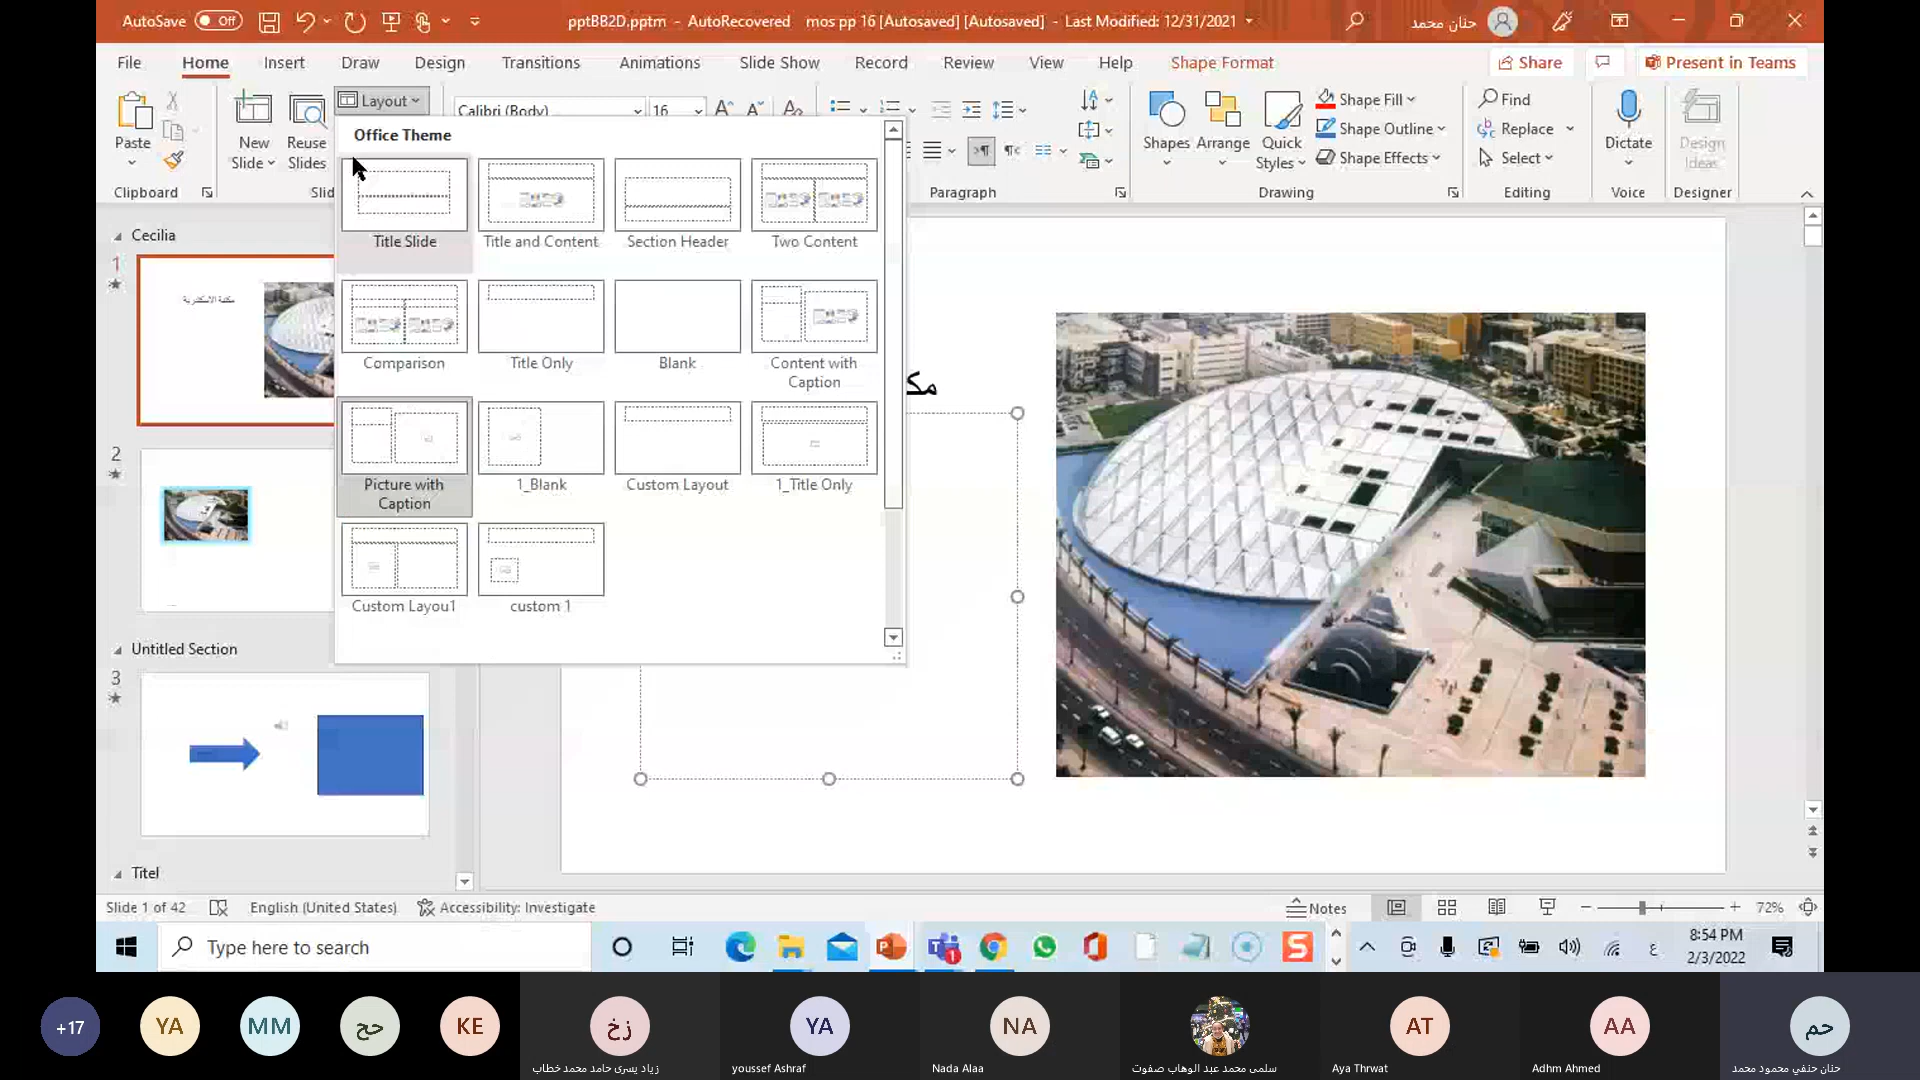 AutoSave Off pptBB2D.pptm - AutoRecovered mos pp 16 [Autosaved] [Autosaved] - Last Modified: 12/31/2021 حنان محمد
File Home Insert Draw Design Transitions Animations Slide Show Record Review View Help Shape Format Share Present in Teams
Paste
Clipboard
New Slide
Reuse Slides
Layout
Calibri (Body) 16
Paragraph
Shapes Arrange Quick Styles
Shape Fill
Shape Outline
Shape Effects
Drawing
Find
Replace
Select
Editing
Dictate
Voice
Design Ideas
Designer
Office Theme
Title Slide Title and Content Section Header Two Content
Comparison Title Only Blank Content with Caption
Picture with Caption 1_Blank Custom Layout 1_Title Only
Custom Layou1 custom 1
Cecilia
1
مكتبة الاسكندرية
2
Untitled Section
3
Titel
Slide 1 of 42 English (United States) Accessibility: Investigate Notes 72%
Type here to search
8:54 PM
2/3/2022
+17 YA MM حح KE زخ YA NA AT AA حم
زياد يسرى حامد محمد خطاب youssef Ashraf Nada Alaa سلمى محمد عبد الوهاب صفوت Aya Thrwat Adhm Ahmed حنان حنفي محمود محمد